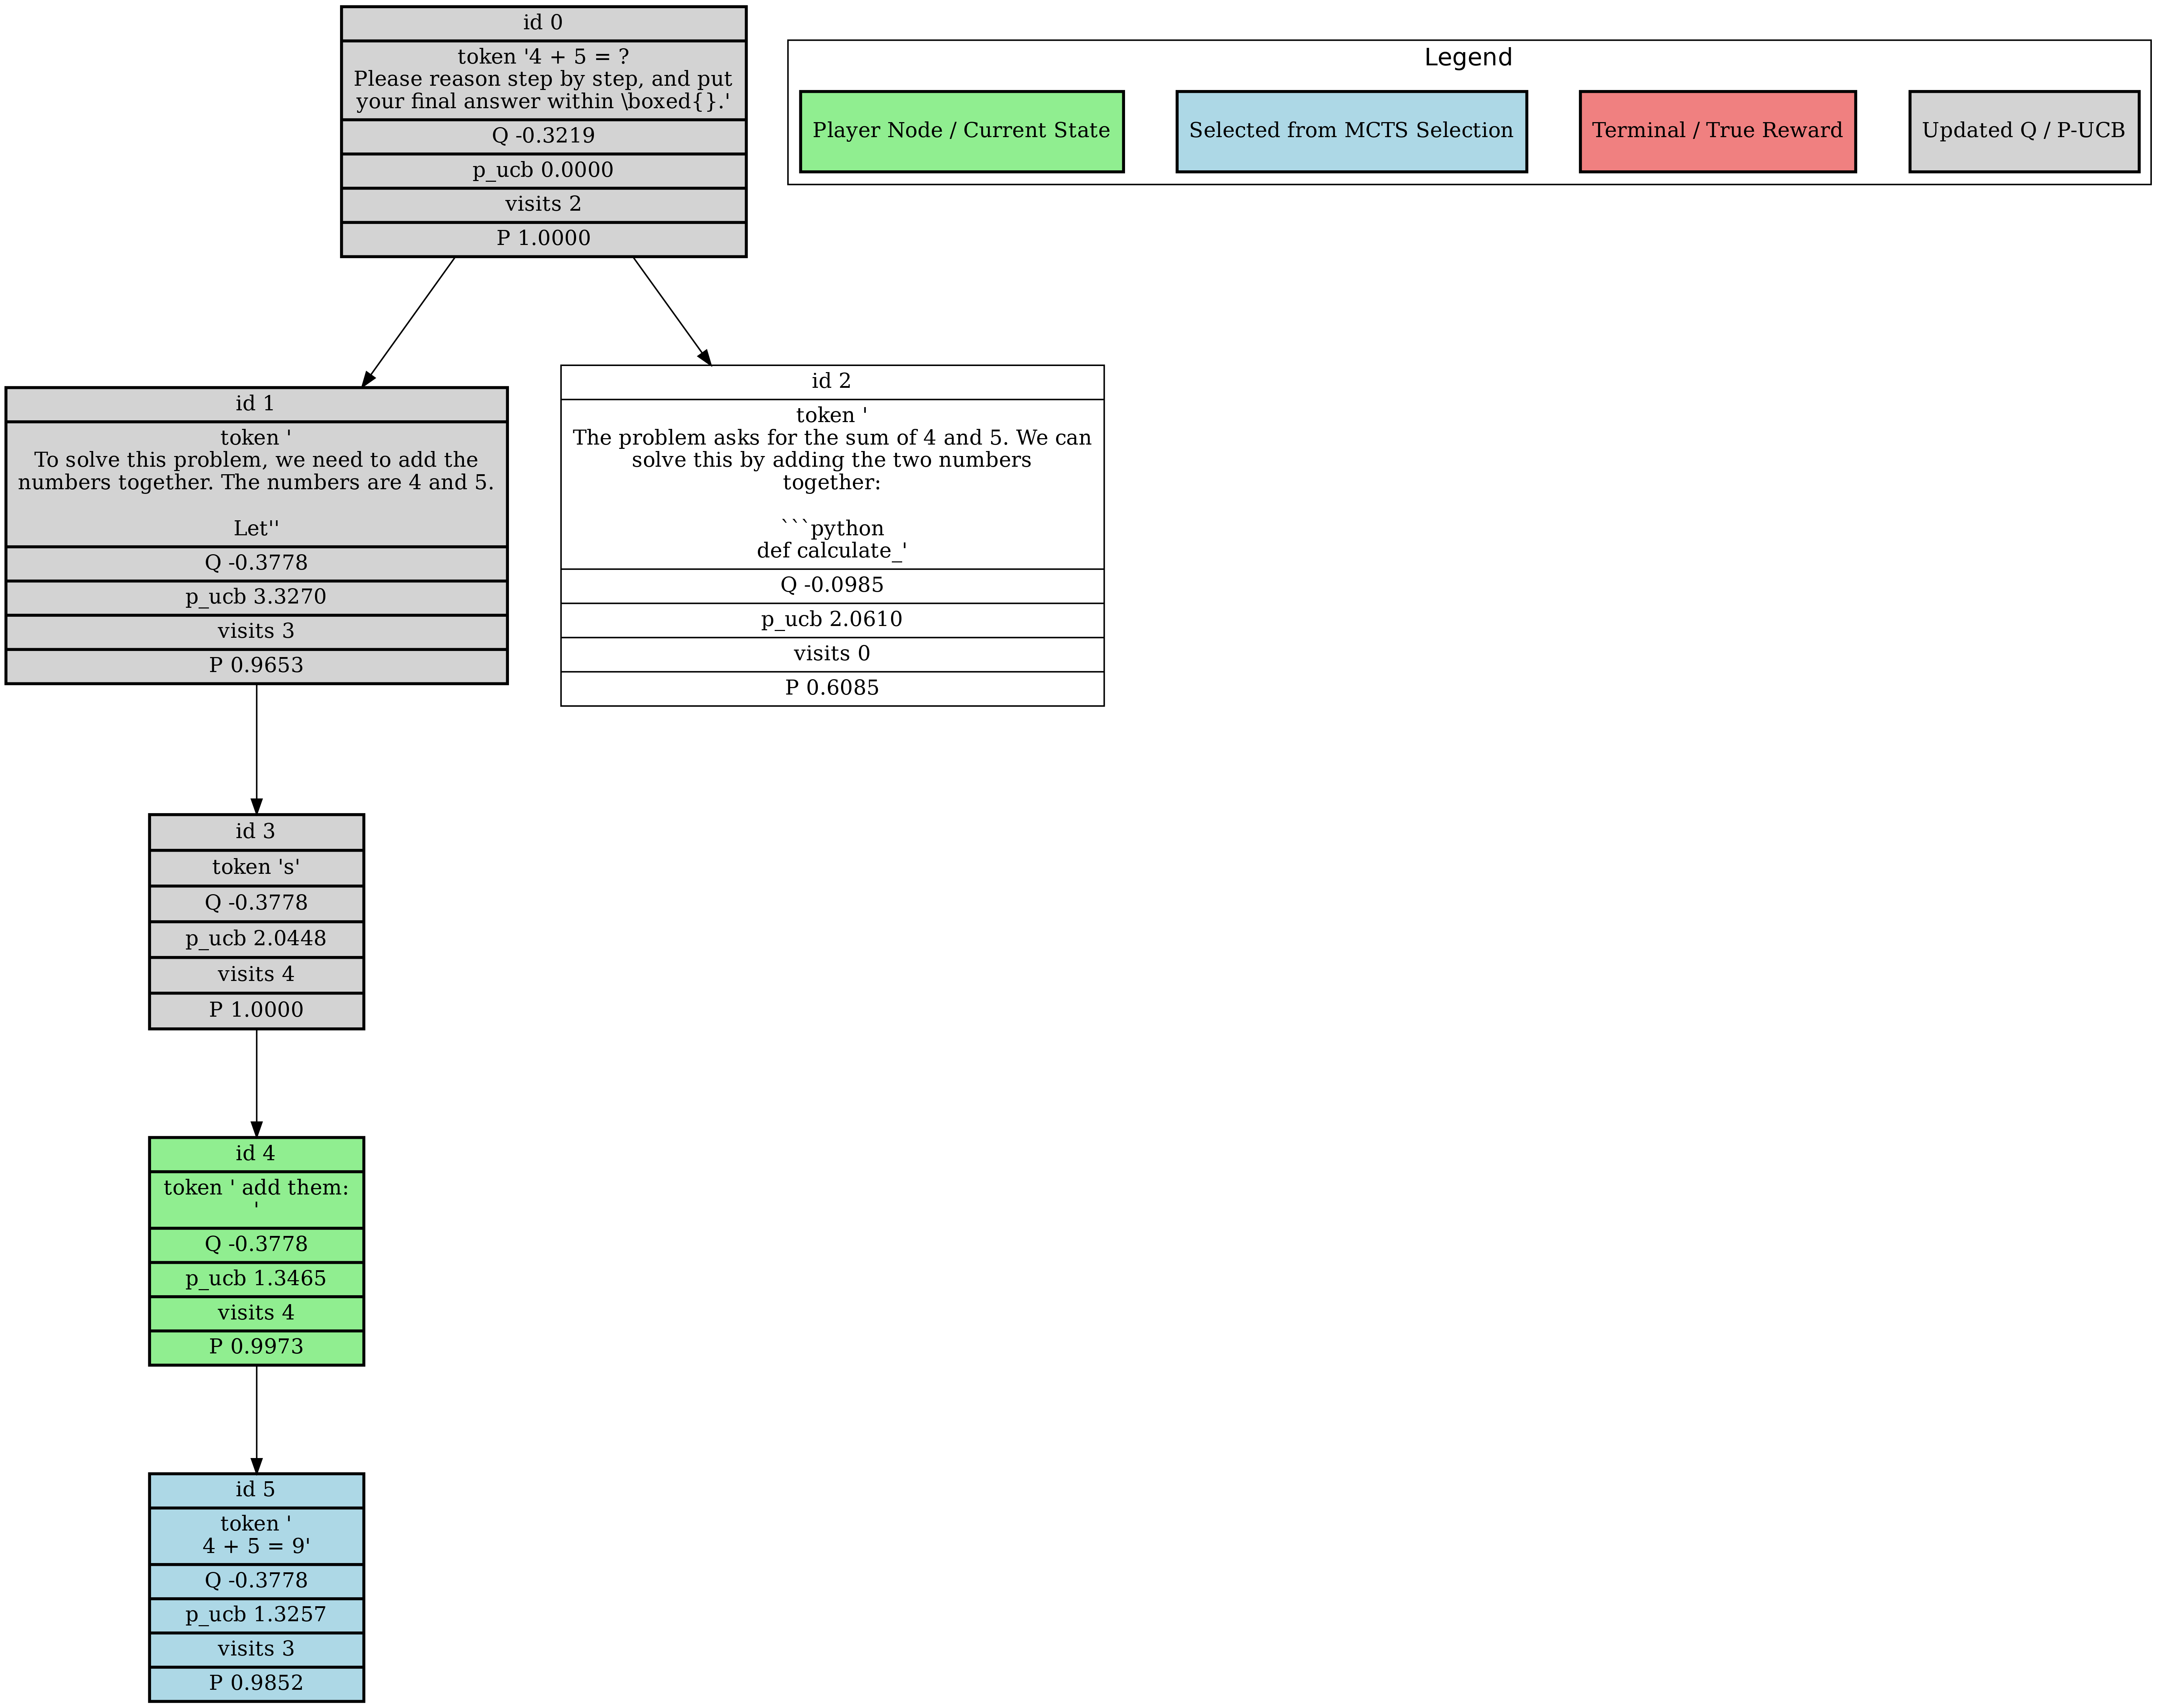 id 0
token '4 + 5 = ?
Please reason step by step, and put
your final answer within \boxed{}.'
Q -0.3219
p_ucb 0.0000
visits 2
P 1.0000
Legend
Player Node / Current State
Selected from MCTS Selection
Terminal / True Reward
Updated Q / P-UCB
id 1
token '
To solve this problem, we need to add the
numbers together. The numbers are 4 and 5.
Let''
Q -0.3778
p_ucb 3.3270
visits 3
P 0.9653
id 2
token '
The problem asks for the sum of 4 and 5. We can
solve this by adding the two numbers
together:
```python
def calculate_'
Q -0.0985
p_ucb 2.0610
visits 0
P 0.6085
id 3
token 's'
Q -0.3778
p_ucb 2.0448
visits 4
P 1.0000
id 4
token ' add them:
'
Q -0.3778
p_ucb 1.3465
visits 4
P 0.9973
id 5
token '
4 + 5 = 9'
Q -0.3778
p_ucb 1.3257
visits 3
P 0.9852